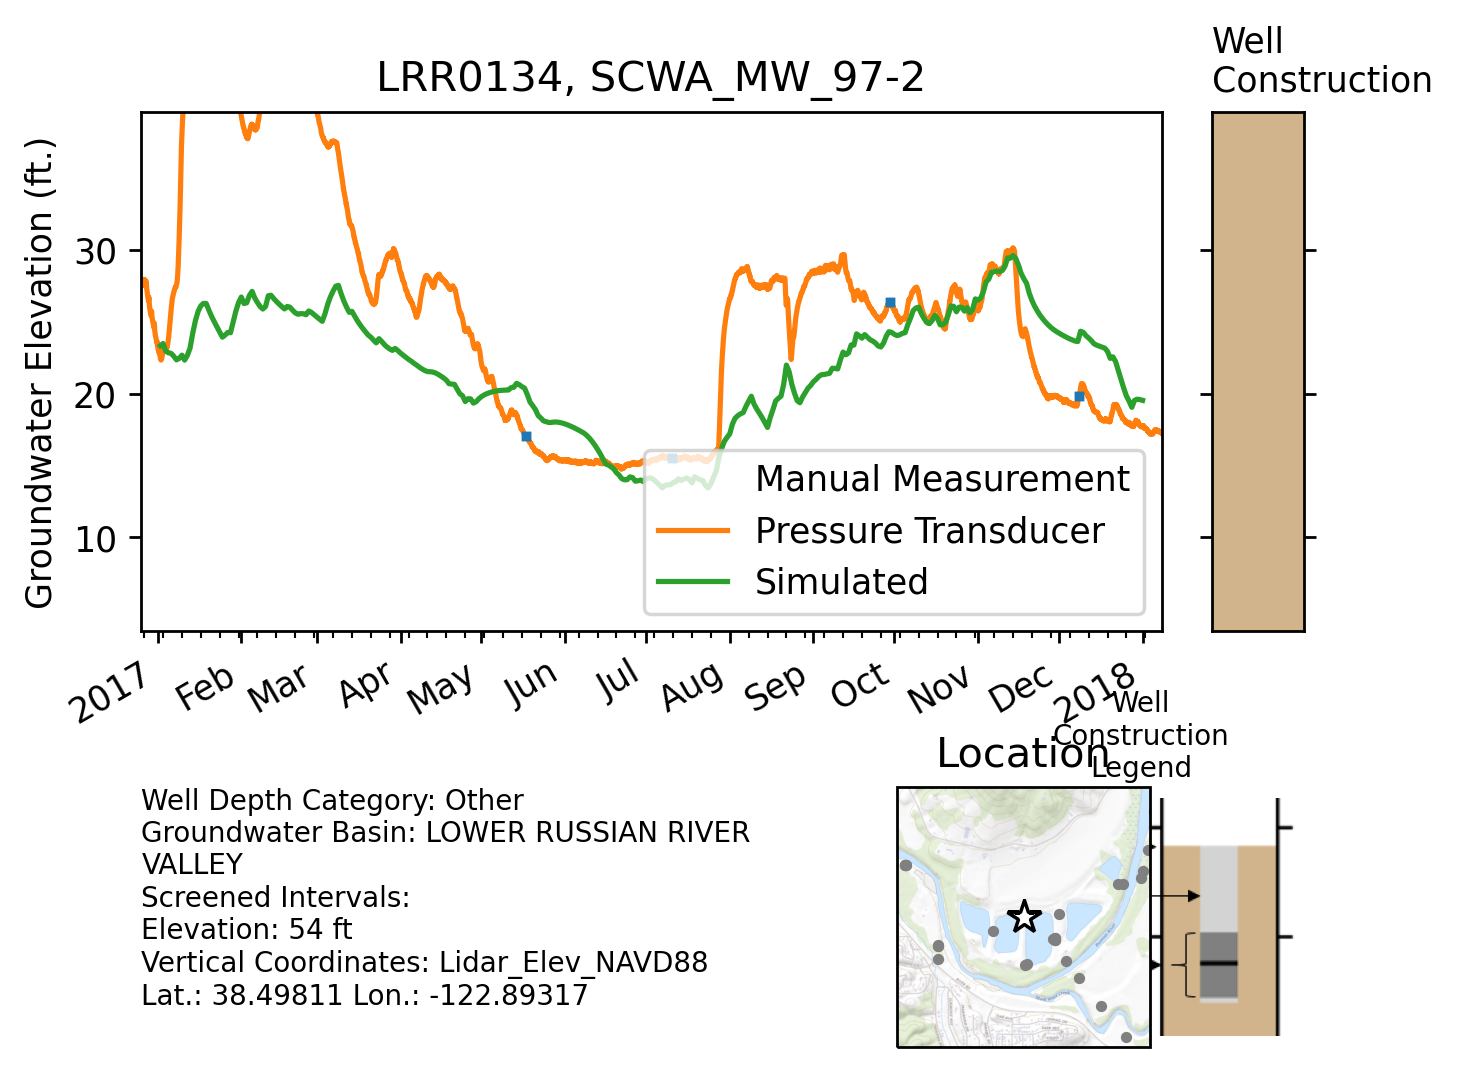 Well
Construction
LRR0134, SCWA_MW_97-2
Groundwater Elevation (ft.)
30
20
10
Manual Measurement
Pressure Transducer
Simulated
2017
Feb
Mar
Apr
May
Jun
Jul
Aug
Sep
Oct
Nov
Dec
2018
Well
Construction
Legend
Location
Well Depth Category: Other
Groundwater Basin: LOWER RUSSIAN RIVER
VALLEY
Screened Intervals:
Elevation: 54 ft
Vertical Coordinates: Lidar_Elev_NAVD88
Lat.: 38.49811 Lon.: -122.89317